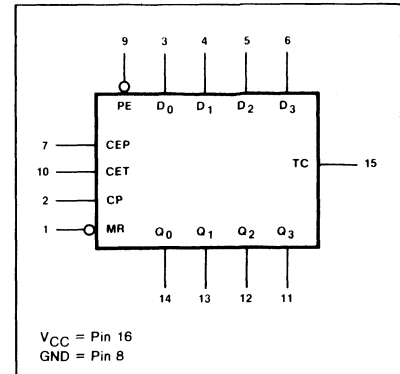 9 3 4 5 6
PE D0 D1 D2 D3
7 CEP
10 CET
TC 15
2 CP
1 MR
Q0 Q1 Q2 Q3
14 13 12 11
VCC = Pin 16
GND = Pin 8